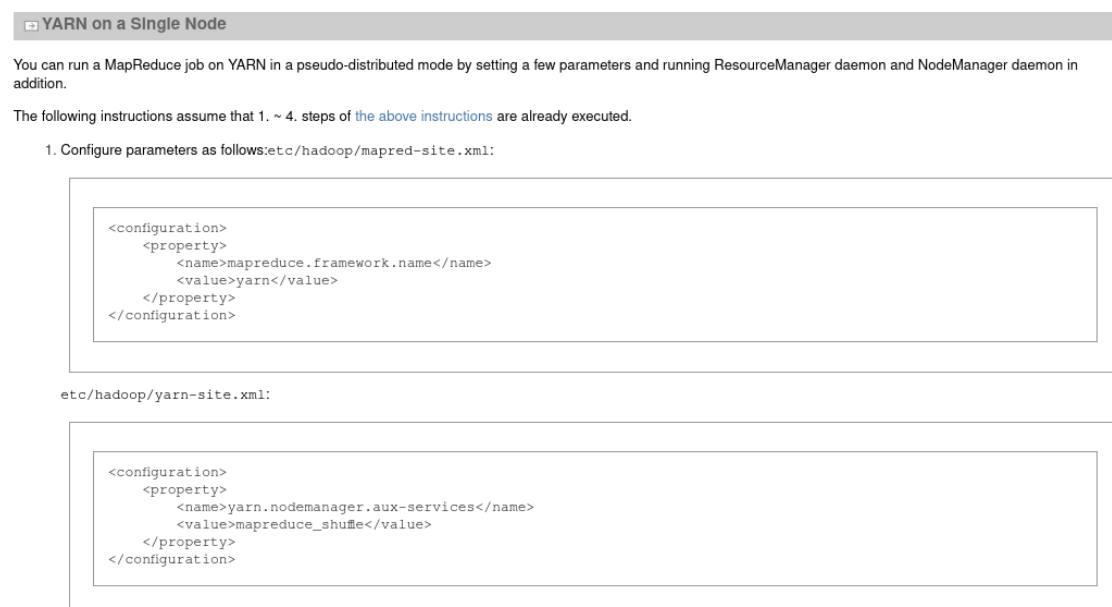 YARN on a Single Node
You can run a MapReduce job on YARN in a pseudo-distributed mode by setting a few parameters and running ResourceManager daemon and NodeManager daemon in
addition.
The following instructions assume that 1. ~ 4. steps of the above instructions are already executed.
1. Configure parameters as follows:etc/hadoop/mapred-site.xml:
<configuration>
    <property>
        <name>mapreduce.framework.name</name>
        <value>yarn</value>
    </property>
</configuration>
etc/hadoop/yarn-site.xml:
<configuration>
    <property>
        <name>yarn.nodemanager.aux-services</name>
        <value>mapreduce_shuffle</value>
    </property>
</configuration>